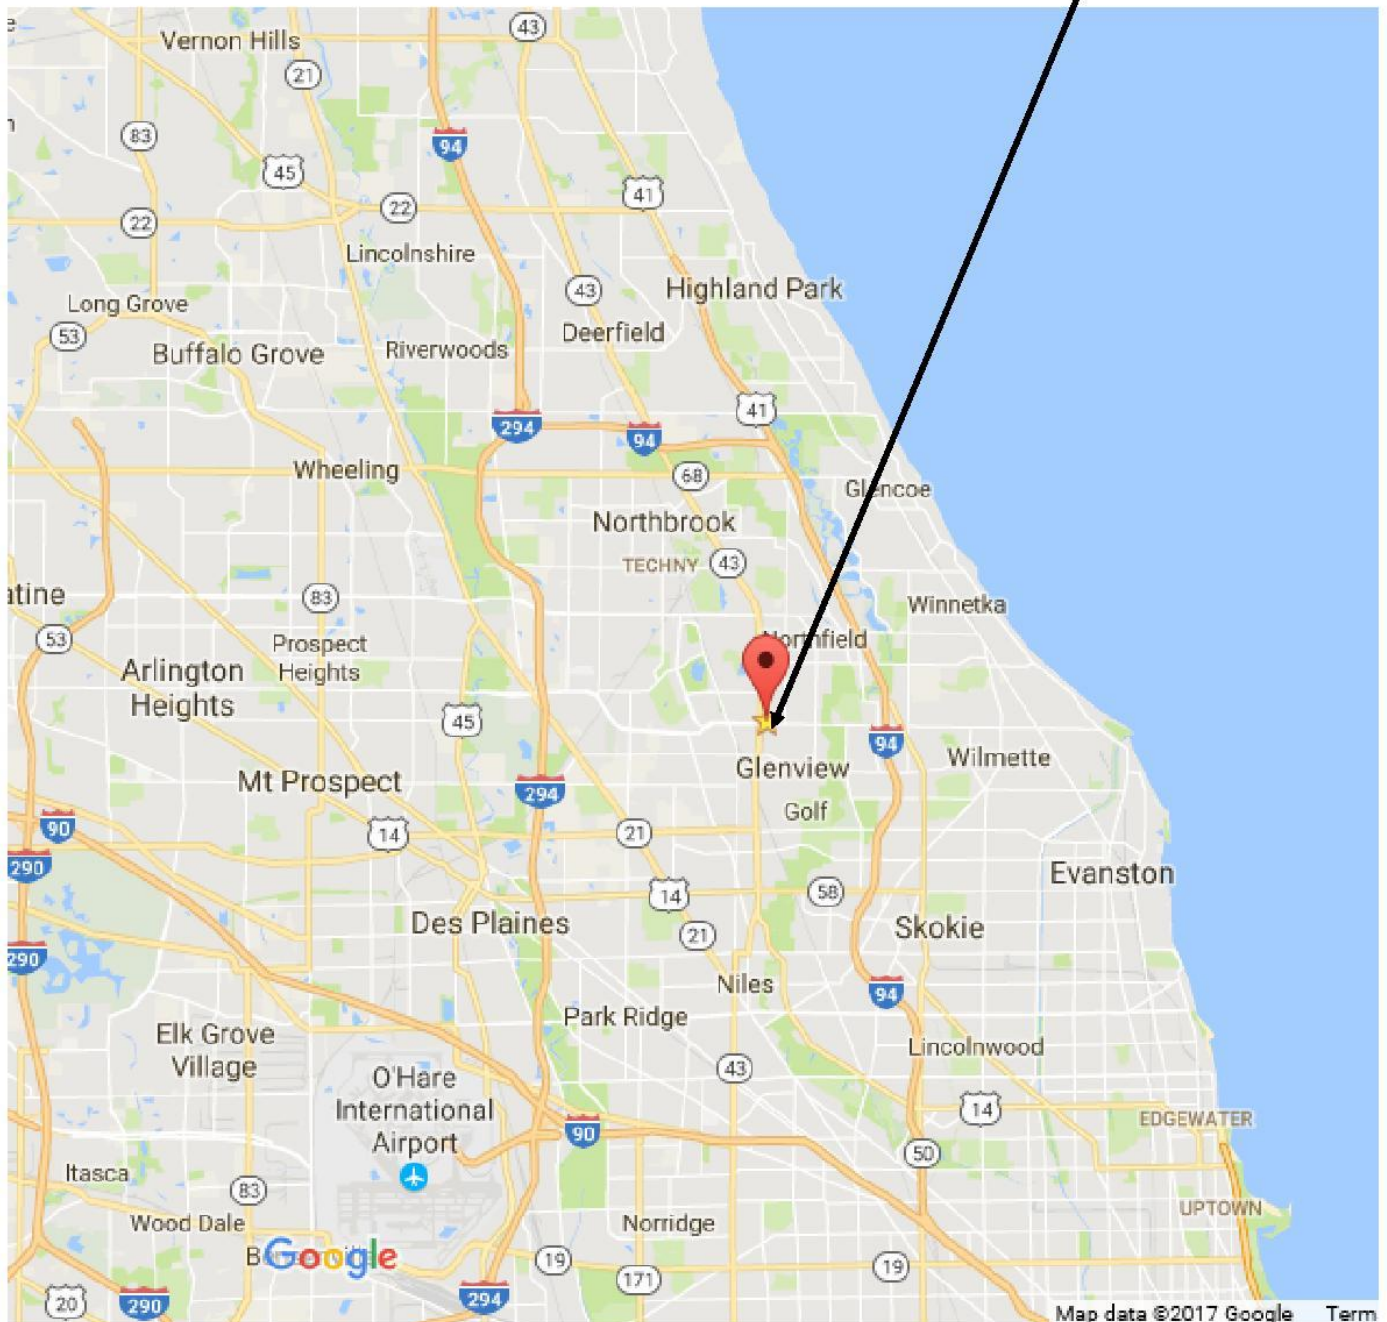 Vernon Hills
43
21
83
94
45
41
22
22
Lincolnshire
Highland Park
43
Long Grove
53
Deerfield
Buffalo Grove
Riverwoods
41
294
94
Wheeling
68
Glencoe
Northbrook
TECHNY
43
atine
83
Winnetka
53
Prospect
Heights
Northfield
Arlington
Heights
45
94
Wilmette
Glenview
Mt Prospect
294
Golf
90
14
21
290
Evanston
14
58
Des Plaines
Skokie
21
290
Niles
94
Park Ridge
Elk Grove
Village
Lincolnwood
43
O'Hare
International
Airport
14
EDGEWATER
90
50
Itasca
83
UPTOWN
Wood Dale
Norridge
Google
19
19
171
20
290
294
Map data ©2017 Google Term